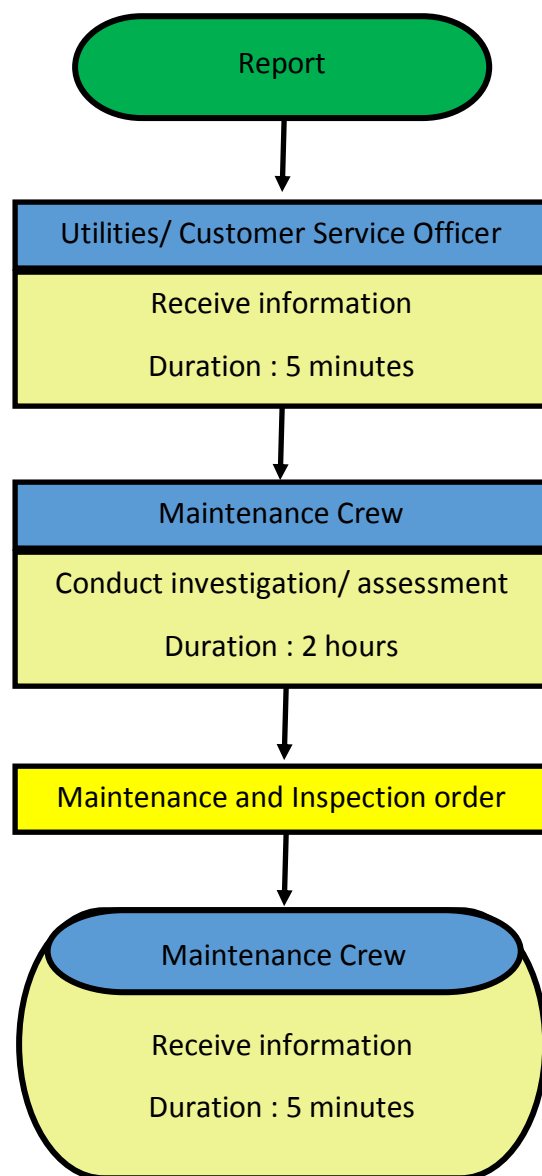 Report
Utilities/ Customer Service Officer
Receive information
Duration : 5 minutes
Maintenance Crew
Conduct investigation/ assessment
Duration : 2 hours
Maintenance and Inspection order
Maintenance Crew
Receive information
Duration : 5 minutes